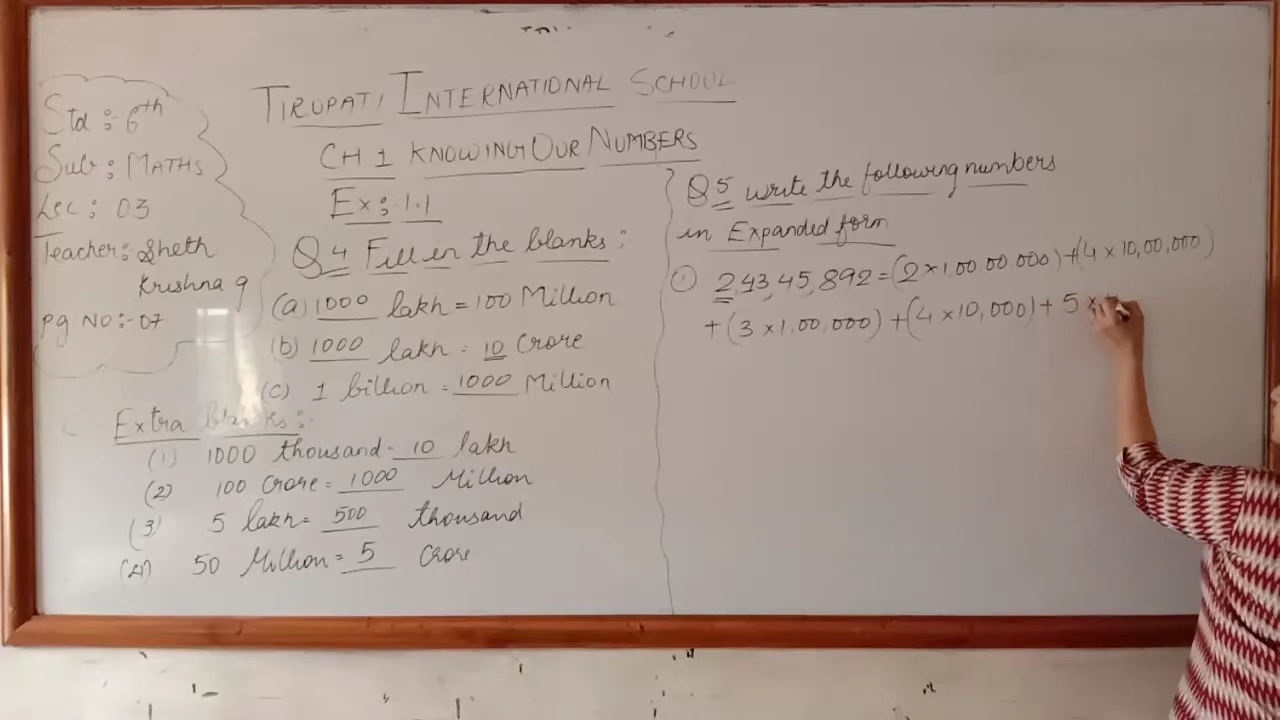 TIRUPATI INTERNATIONAL SCHOOL
CH 1 KNOWING OUR NUMBERS
Ex: 1.1
Std : 6th
Sub : MATHS
Lec : 03
Teacher: Sheth
Krishna q
Pg NO :- 07
Q 4 Fill in the blanks :
(a) 1000 lakh = 100 Million
(b) 1000 lakh = 10 Crore
(c) 1 billion = 1000 Million
Extra blanks :-
(1) 1000 thousand = 10 lakh
(2) 100 Crore = 1000 Million
(3) 5 lakh = 500 thousand
(4) 50 Million = 5 Crore
Q 5 write the following numbers
in Expanded form
① 2,43,45,892 = (2×1,00,00,000) + (4×10,00,000)
+ (3×1,00,000) + (4×10,000) + 5×